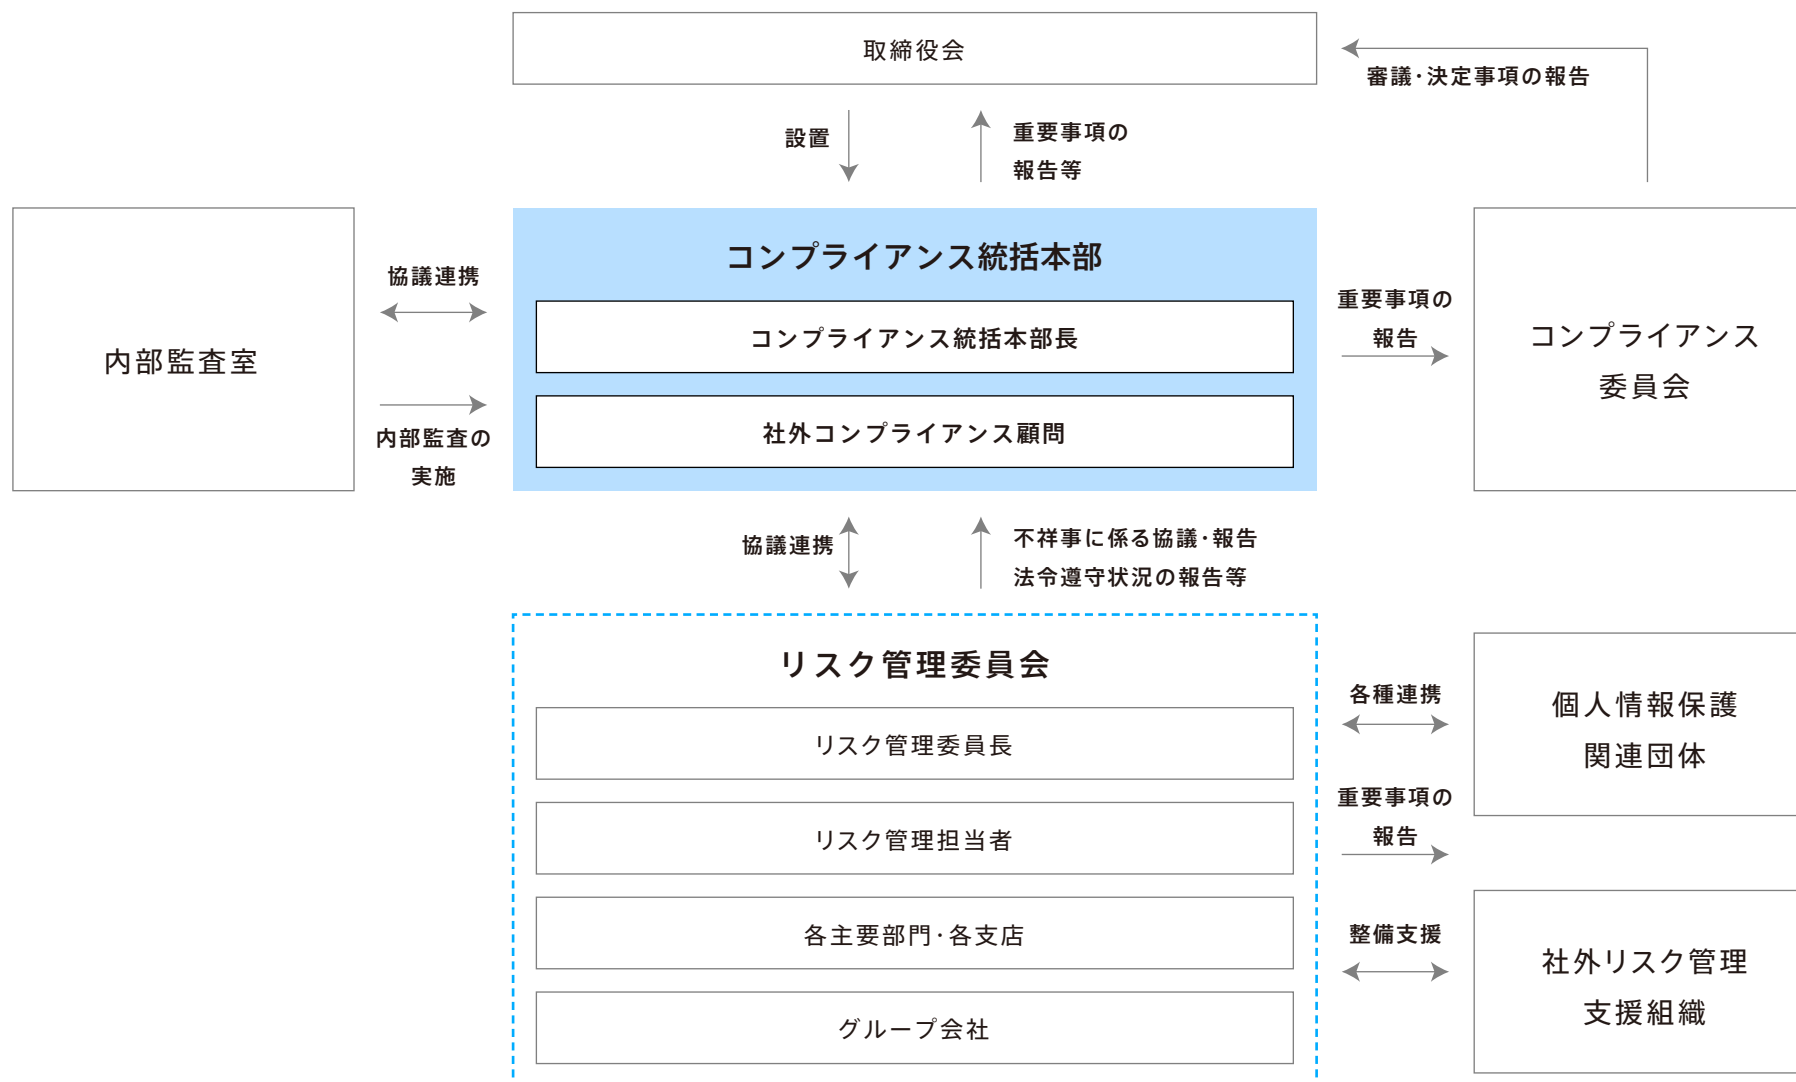 取締役会
審議・決定事項の報告
設置
重要事項の
報告等
コンプライアンス統括本部
協議連携
コンプライアンス統括本部長
重要事項の
報告
コンプライアンス
委員会
内部監査室
社外コンプライアンス顧問
内部監査の
実施
協議連携
不祥事に係る協議・報告
法令遵守状況の報告等
リスク管理委員会
リスク管理委員長
各種連携
個人情報保護
関連団体
リスク管理担当者
重要事項の
報告
各主要部門・各支店
整備支援
社外リスク管理
支援組織
グループ会社